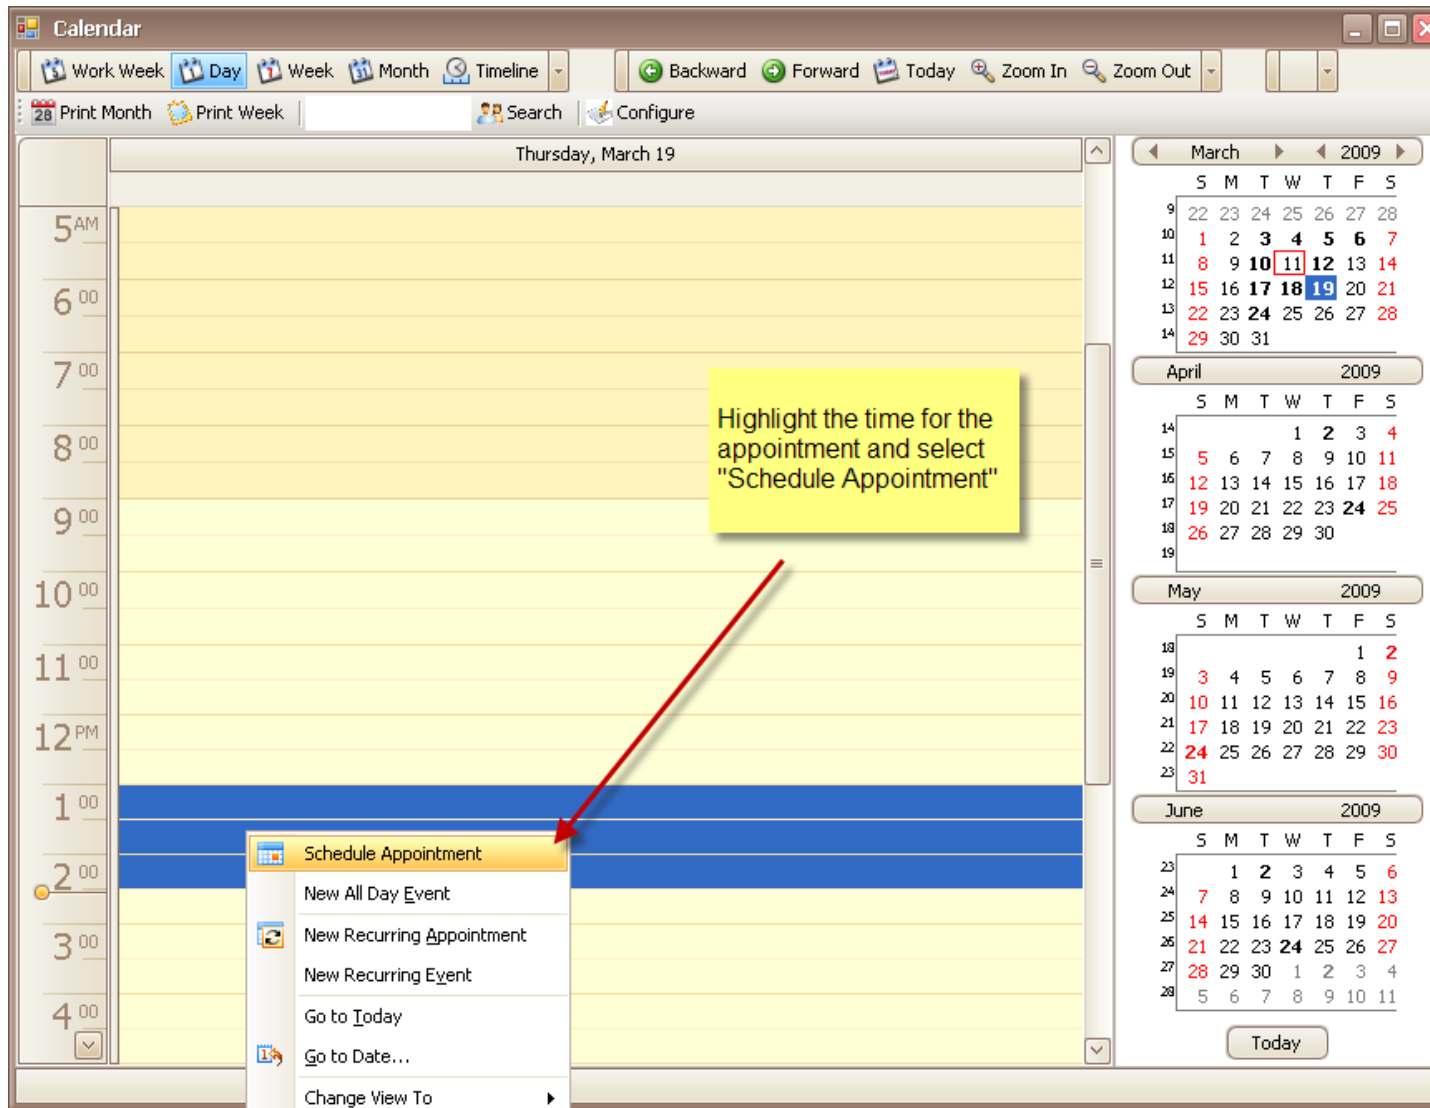 Calendar
Work Week Day Week Month Timeline Backward Forward Today Zoom In Zoom Out
28 Print Month Print Week Search Configure
Thursday, March 19
5 AM
6 00
7 00
8 00
9 00
10 00
11 00
12 PM
1 00
2 00
3 00
4 00
Highlight the time for the
appointment and select
"Schedule Appointment"
Schedule Appointment
New All Day Event
New Recurring Appointment
New Recurring Event
Go to Today
Go to Date...
Change View To
March 2009
S M T W T F S
9 22 23 24 25 26 27 28
10 1 2 3 4 5 6 7
11 8 9 10 11 12 13 14
12 15 16 17 18 19 20 21
13 22 23 24 25 26 27 28
14 29 30 31
April 2009
S M T W T F S
14 1 2 3 4
15 5 6 7 8 9 10 11
16 12 13 14 15 16 17 18
17 19 20 21 22 23 24 25
18 26 27 28 29 30
19
May 2009
S M T W T F S
18 1 2
19 3 4 5 6 7 8 9
20 10 11 12 13 14 15 16
21 17 18 19 20 21 22 23
22 24 25 26 27 28 29 30
23 31
June 2009
S M T W T F S
23 1 2 3 4 5 6
24 7 8 9 10 11 12 13
25 14 15 16 17 18 19 20
26 21 22 23 24 25 26 27
27 28 29 30 1 2 3 4
28 5 6 7 8 9 10 11
Today